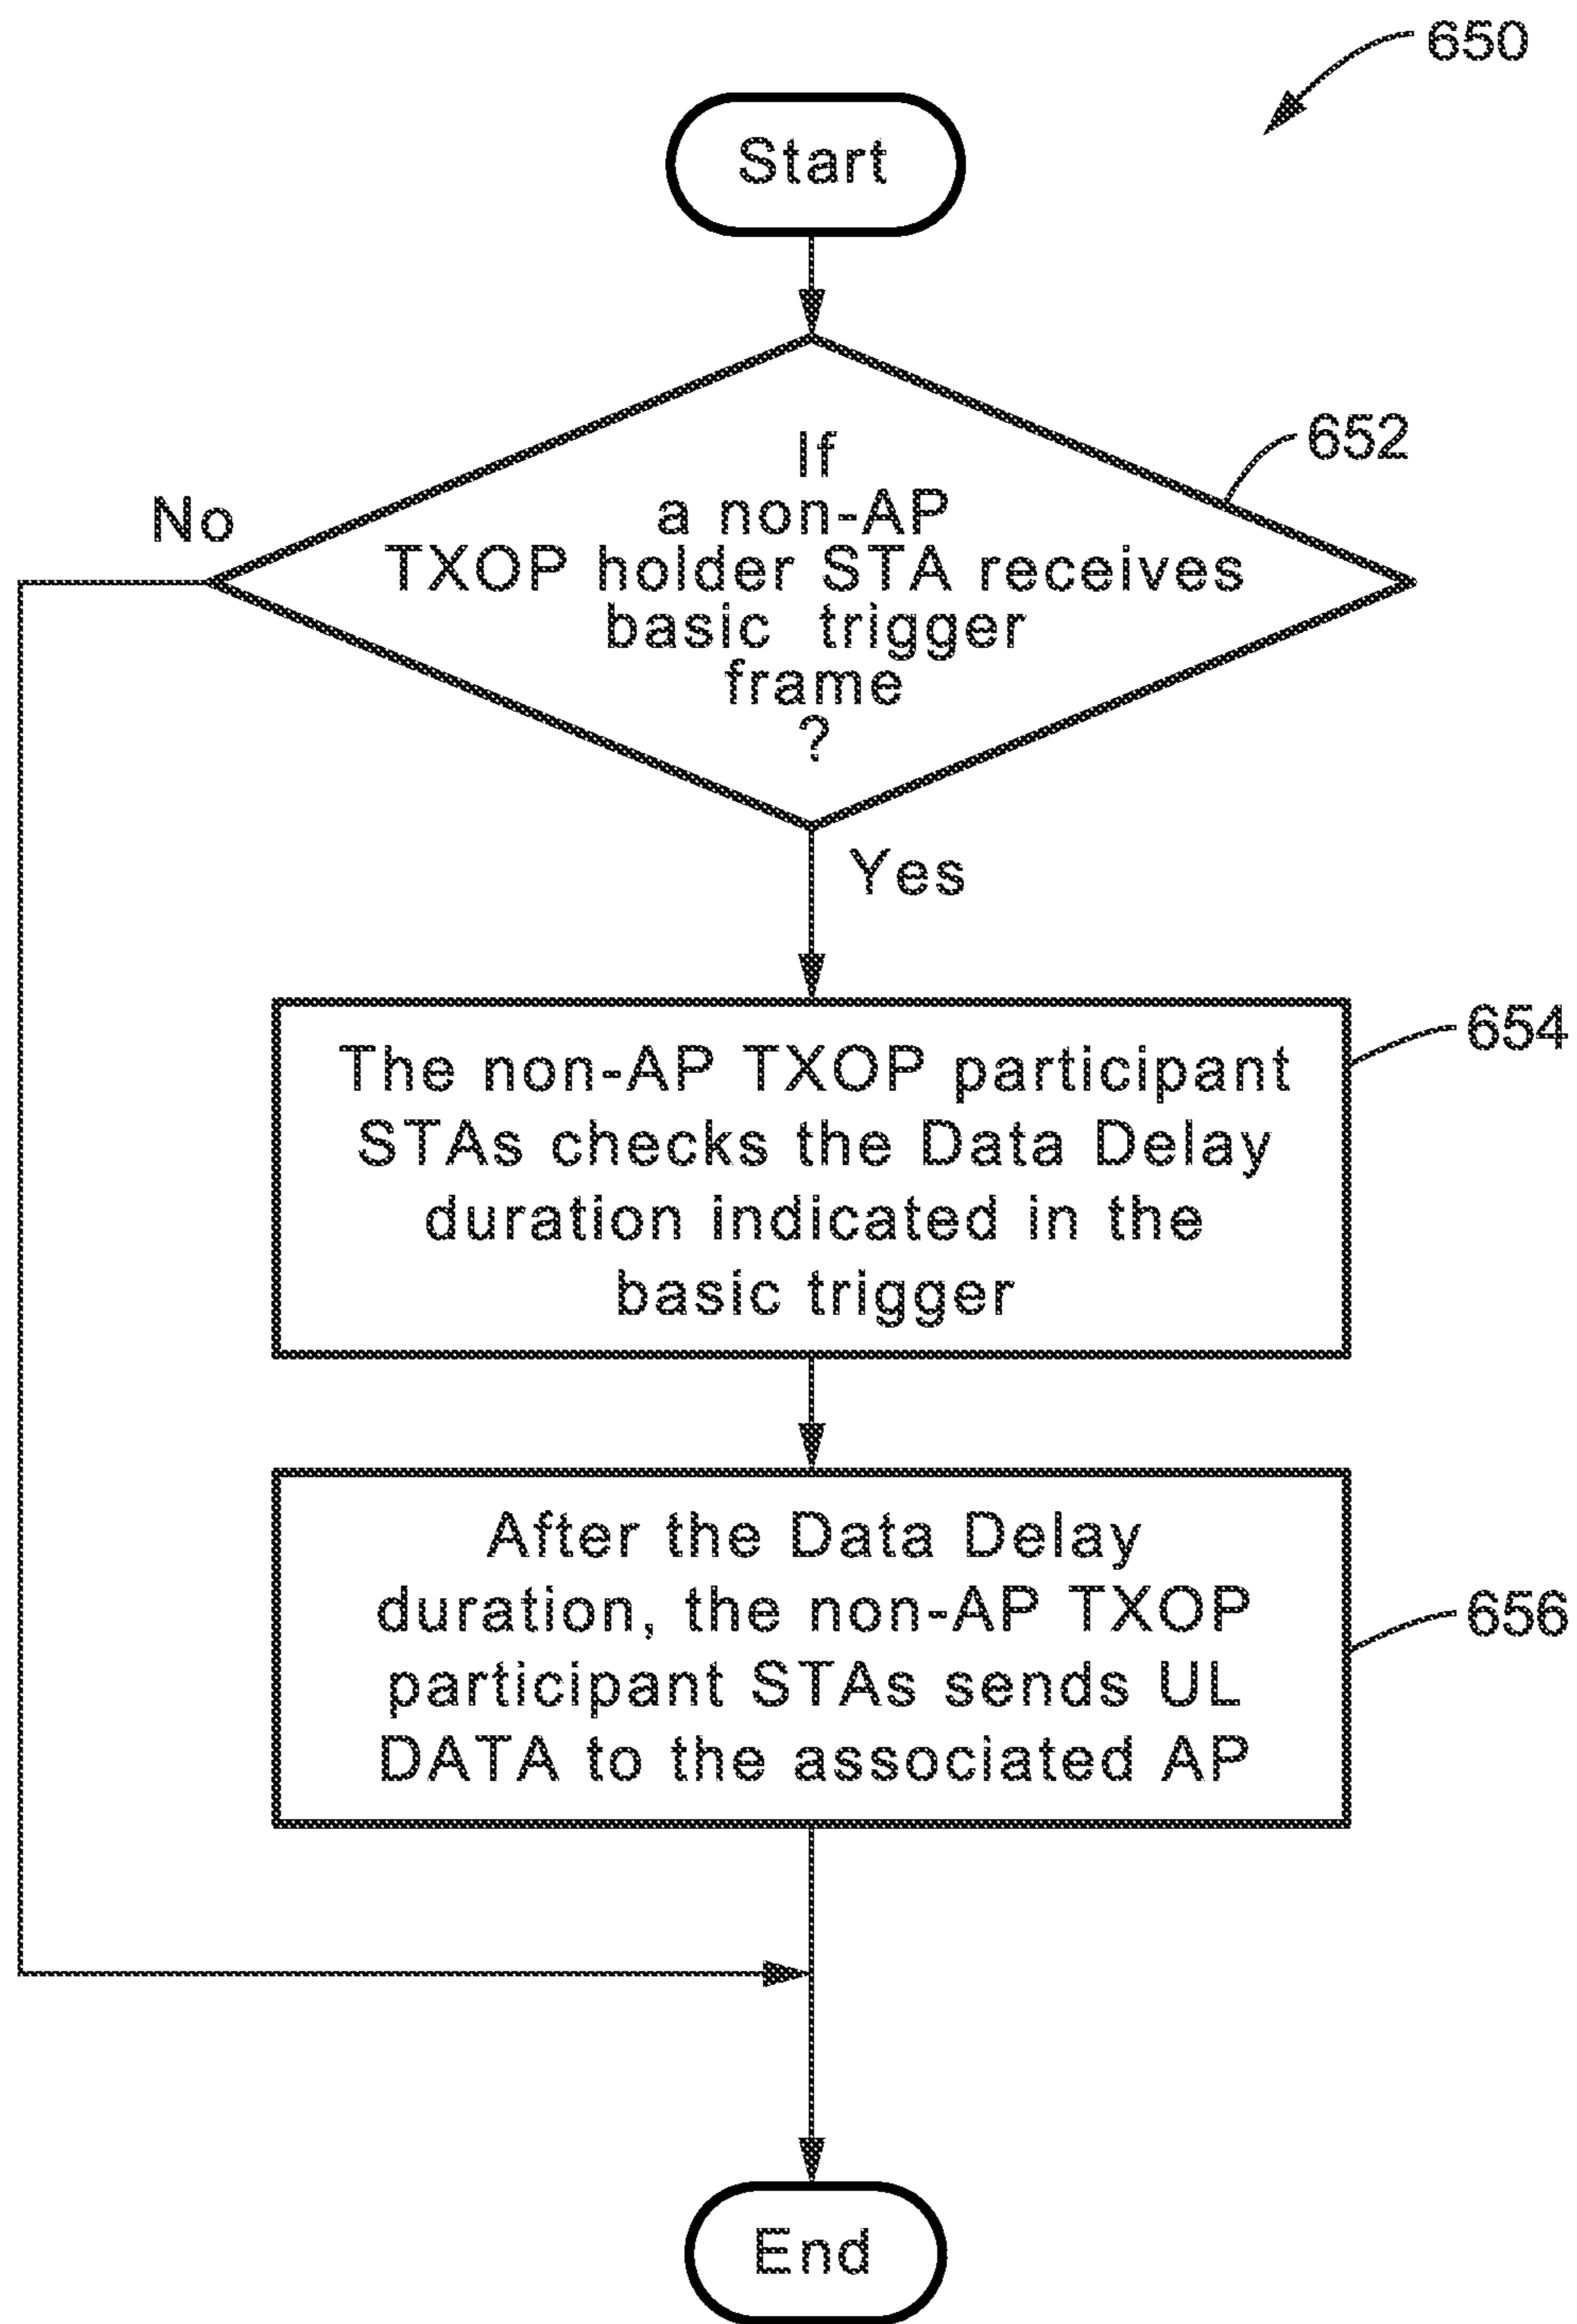 650
Start
652
If
a non-AP
No
TXOP holder STA receives
basic trigger
frame
?
Yes
654
The non-AP TXOP participant
STAs checks the Data Delay
duration indicated in the
basic trigger
After the Data Delay
duration, the non-AP TXOP
656
participant STAs sends UL
DATA to the associated AP
End